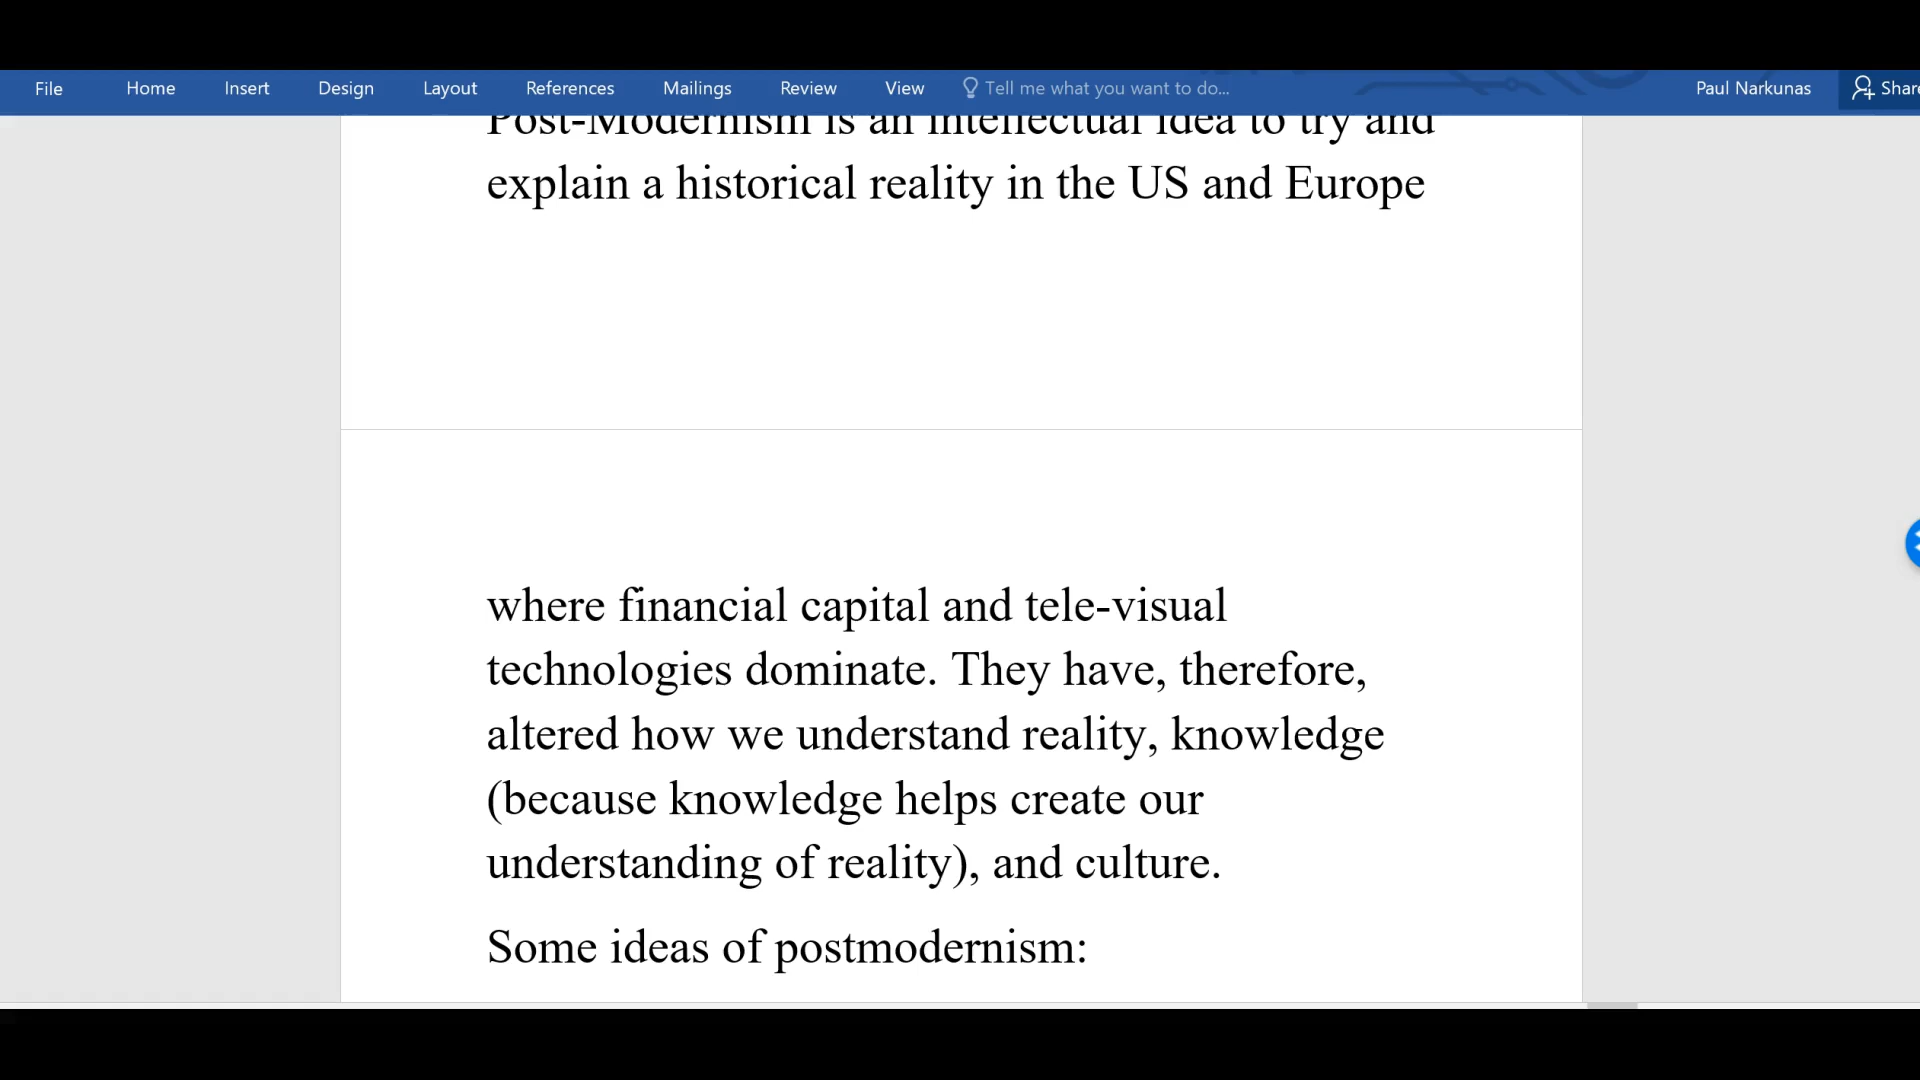 File Home Insert Design Layout References Mailings Review View Tell me what you want to do... Paul Narkunas Share
Post-Modernism is an intellectual idea to try and
explain a historical reality in the US and Europe
where financial capital and tele-visual
technologies dominate. They have, therefore,
altered how we understand reality, knowledge
(because knowledge helps create our
understanding of reality), and culture.
Some ideas of postmodernism: